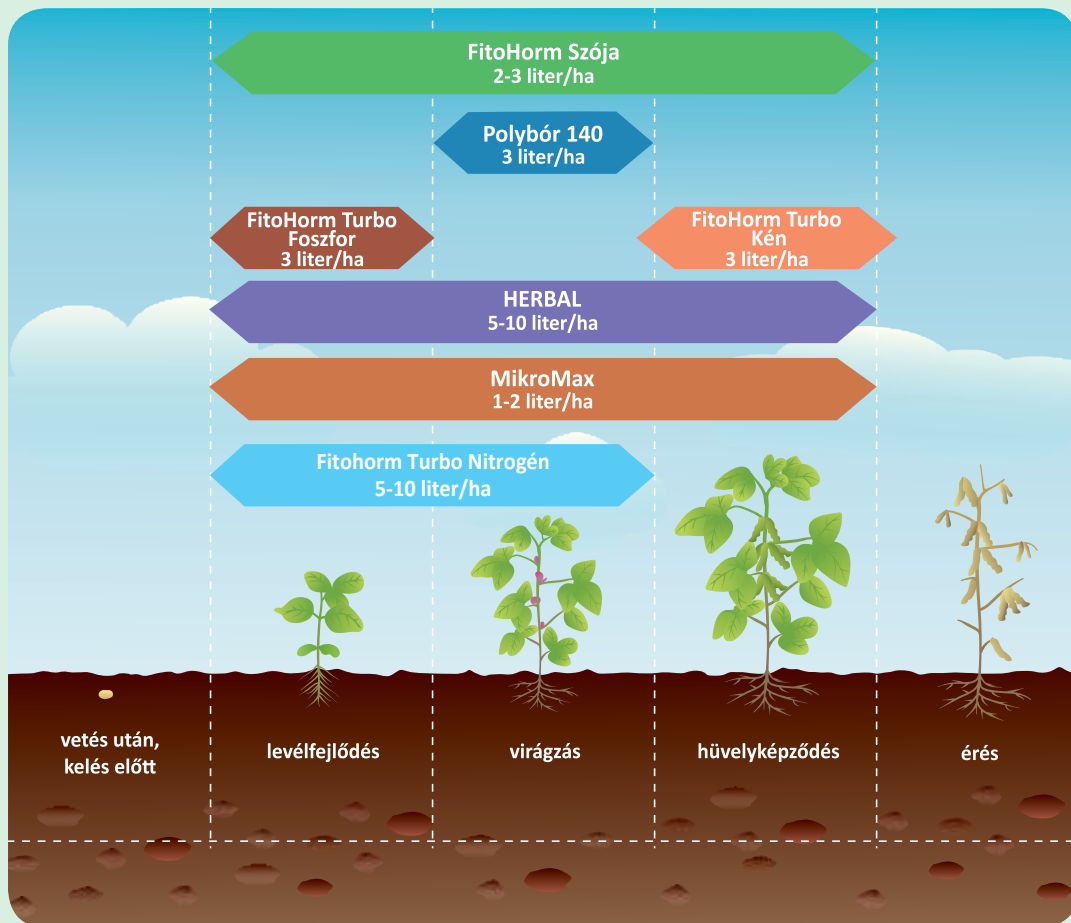 FitoHorm Szója
2-3 liter/ha
Polybór 140
3 liter/ha
FitoHorm Turbo
Foszfor
3 liter/ha
FitoHorm Turbo
Kén
3 liter/ha
HERBAL
5-10 liter/ha
MikroMax
1-2 liter/ha
Fitohorm Turbo Nitrogén
5-10 liter/ha
vetés után,
kelés előtt
levélfejlődés
virágzás
hüvelyképződés
érés